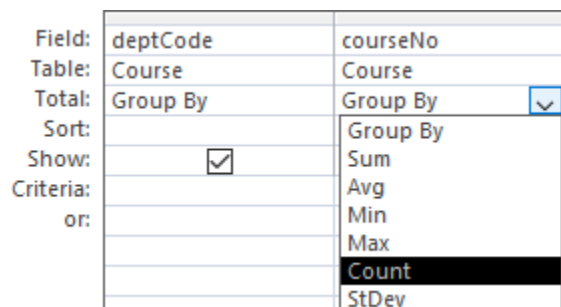 Field: deptCode courseNo
Table: Course Course
Total: Group By Group By
Sort: Group By
Show: Sum
Criteria: Avg
or: Min
Max
Count
StDev